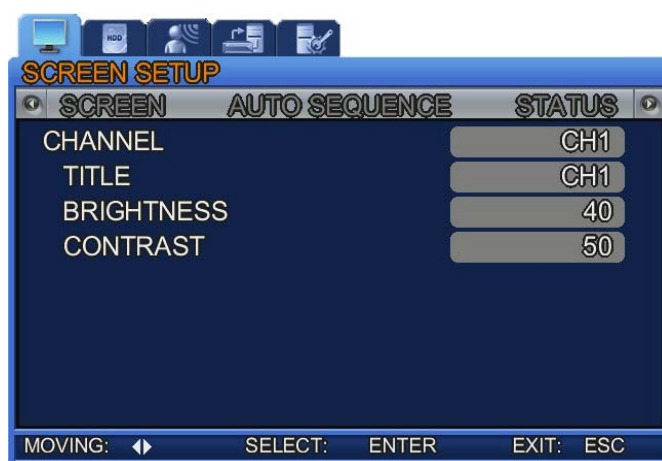 HDD
SCREEN SETUP
SCREEN AUTO SEQUENCE STATUS
CHANNEL CH1
TITLE CH1
BRIGHTNESS 40
CONTRAST 50
MOVING: SELECT: ENTER EXIT: ESC